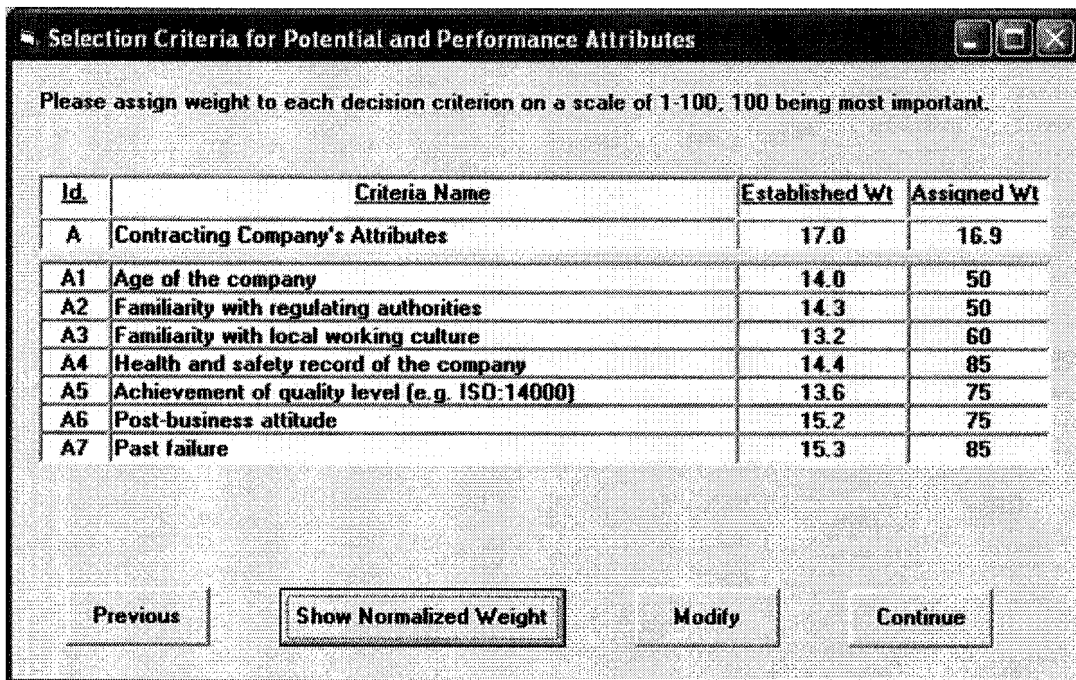 Selection Criteria for Potential and Performance Attributes
Please assign weight to each decision criterion on a scale of 1-100, 100 being most important.
Id. Criteria Name Established Wt Assigned Wt
A Contracting Company's Attributes 17.0 16.9
A1 Age of the company 14.0 50
A2 Familiarity with regulating authorities 14.3 50
A3 Familiarity with local working culture 13.2 60
A4 Health and safety record of the company 14.4 85
A5 Achievement of quality level (e.g. ISO:14000) 13.6 75
A6 Post-business attitude 15.2 75
A7 Past failure 15.3 85
Previous Show Normalized Weight Modify Continue